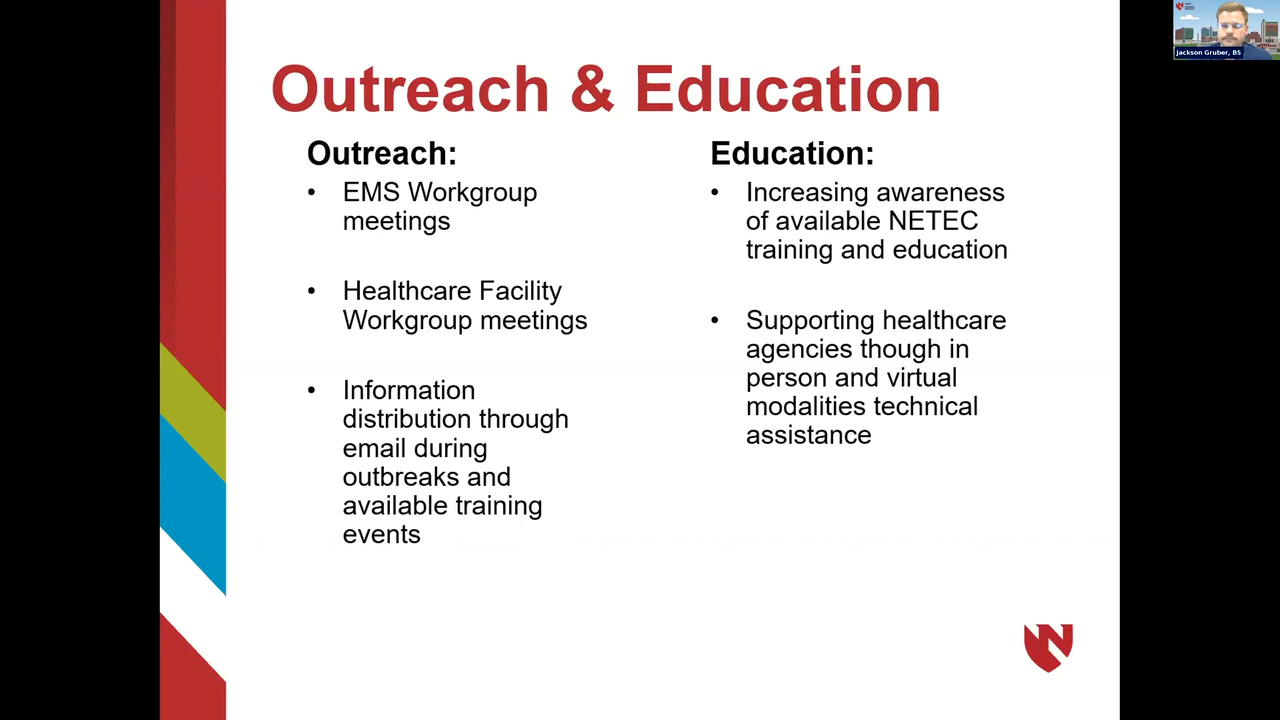 Outreach & Education
Outreach:
• EMS Workgroup
meetings
• Healthcare Facility
Workgroup meetings
• Information
distribution through
email during
outbreaks and
available training
events
Education:
• Increasing awareness
of available NETEC
training and education
• Supporting healthcare
agencies though in
person and virtual
modalities technical
assistance
Jackson Gruber, BS